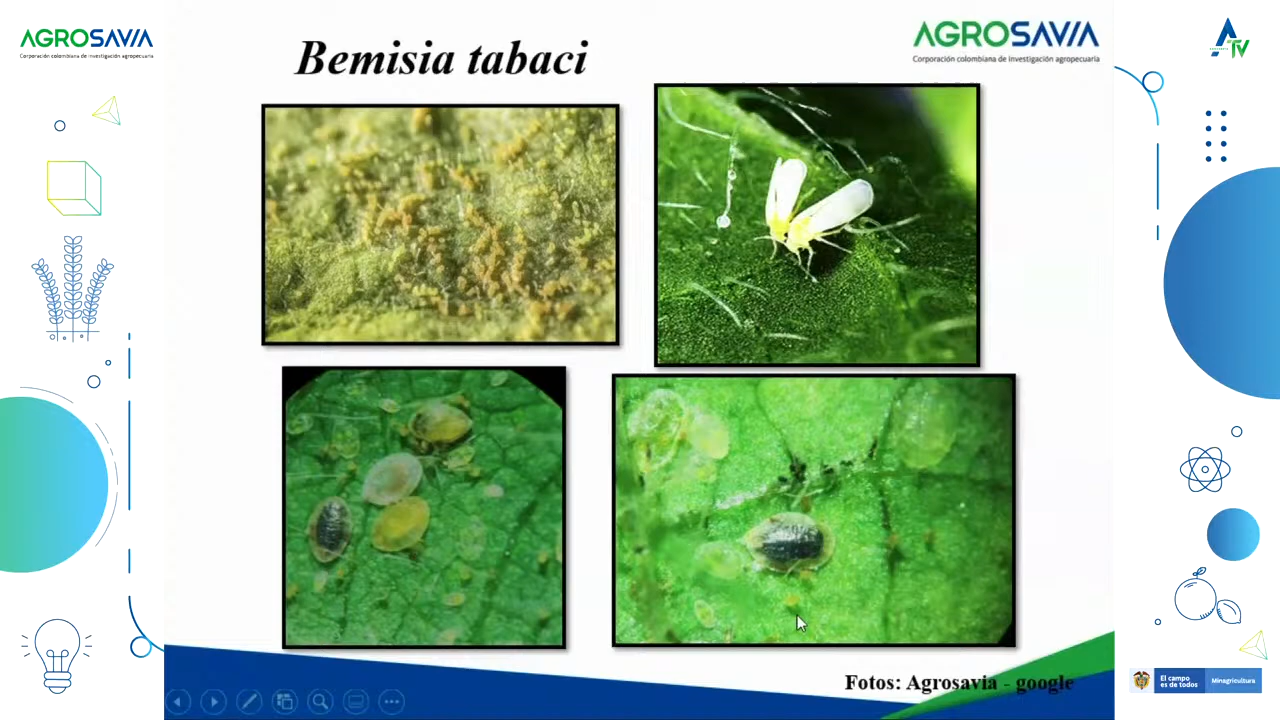 AGROSAVIA
Corporación colombiana de investigación agropecuaria
Bemisia tabaci
AGROSAVIA
Corporación colombiana de investigación agropecuaria
A
TV
Fotos: Agrosavia - google
El campo
es de todos
Minagricultura